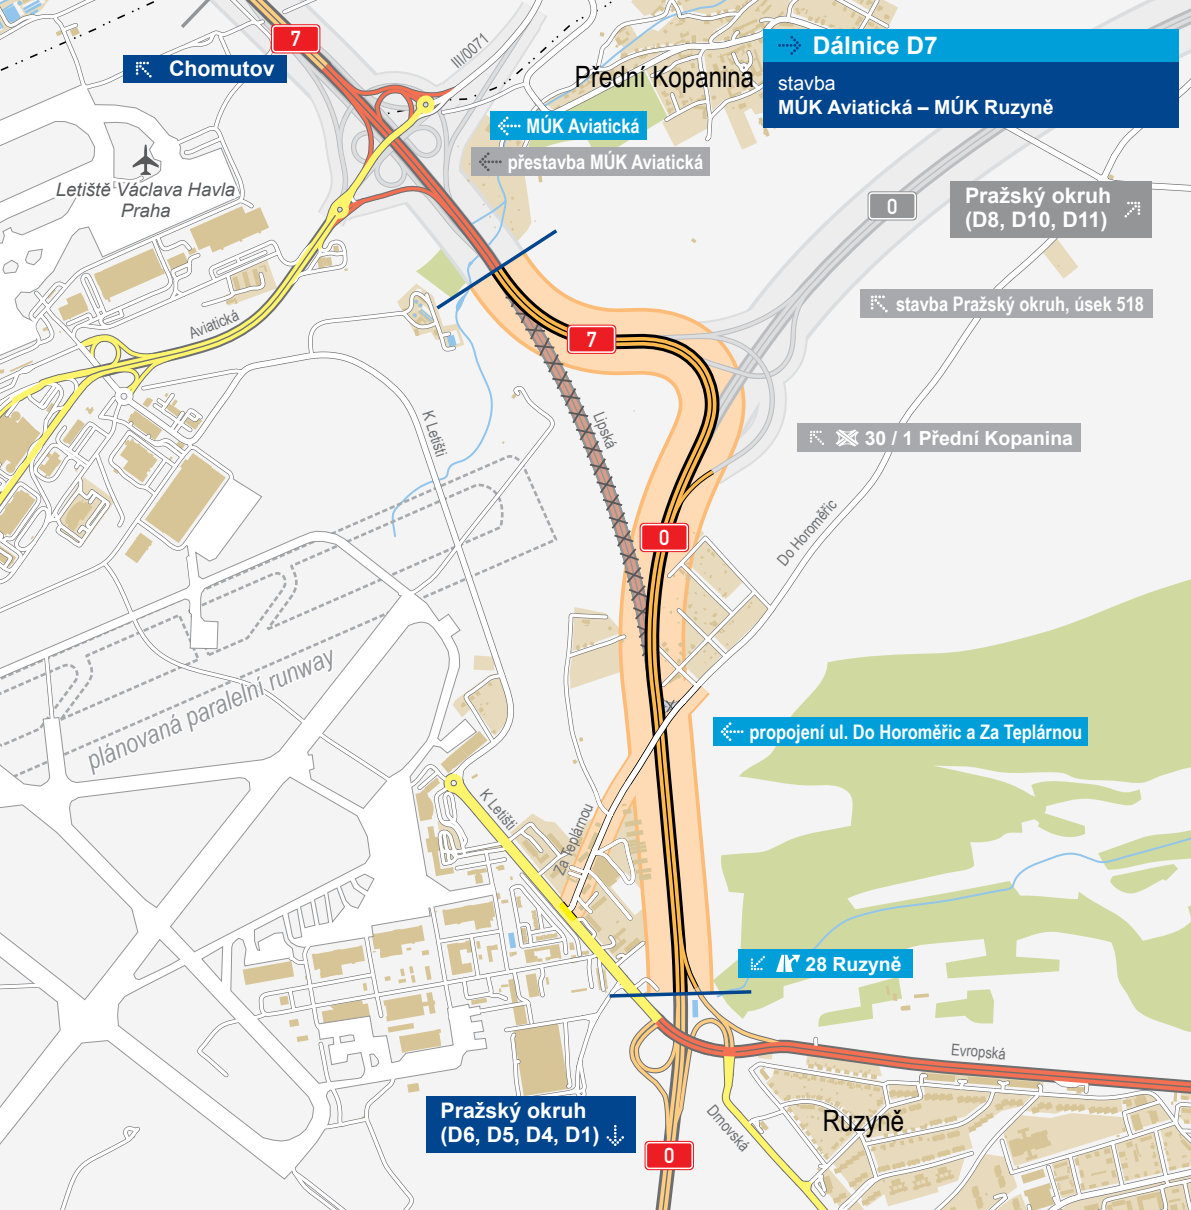 7
Chomutov
III/0071
Přední Kopanina
Dálnice D7
stavba
MÚK Aviatická – MÚK Ruzyně
MÚK Aviatická
přestavba MÚK Aviatická
Letiště Václava Havla
Praha
0
Pražský okruh
(D8, D10, D11)
stavba Pražský okruh, úsek 518
Aviatická
7
K Letišti
Lipská
30 / 1 Přední Kopanina
0
Do Horoměřic
plánovaná paralelní runway
propojení ul. Do Horoměřic a Za Teplárnou
K Letišti
Za Teplárnou
28 Ruzyně
Evropská
Pražský okruh
(D6, D5, D4, D1)
Drnovská
Ruzyně
0